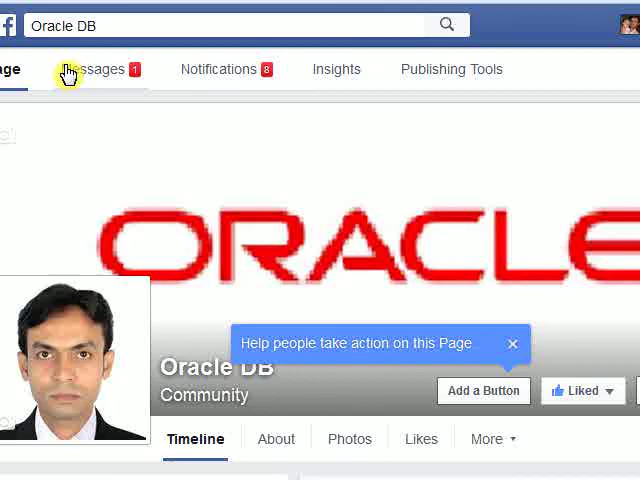 Oracle DB
age Messages 1 Notifications 8 Insights Publishing Tools
ORACLE
Help people take action on this Page
Oracle DB
Community
Add a Button Liked
Timeline About Photos Likes More